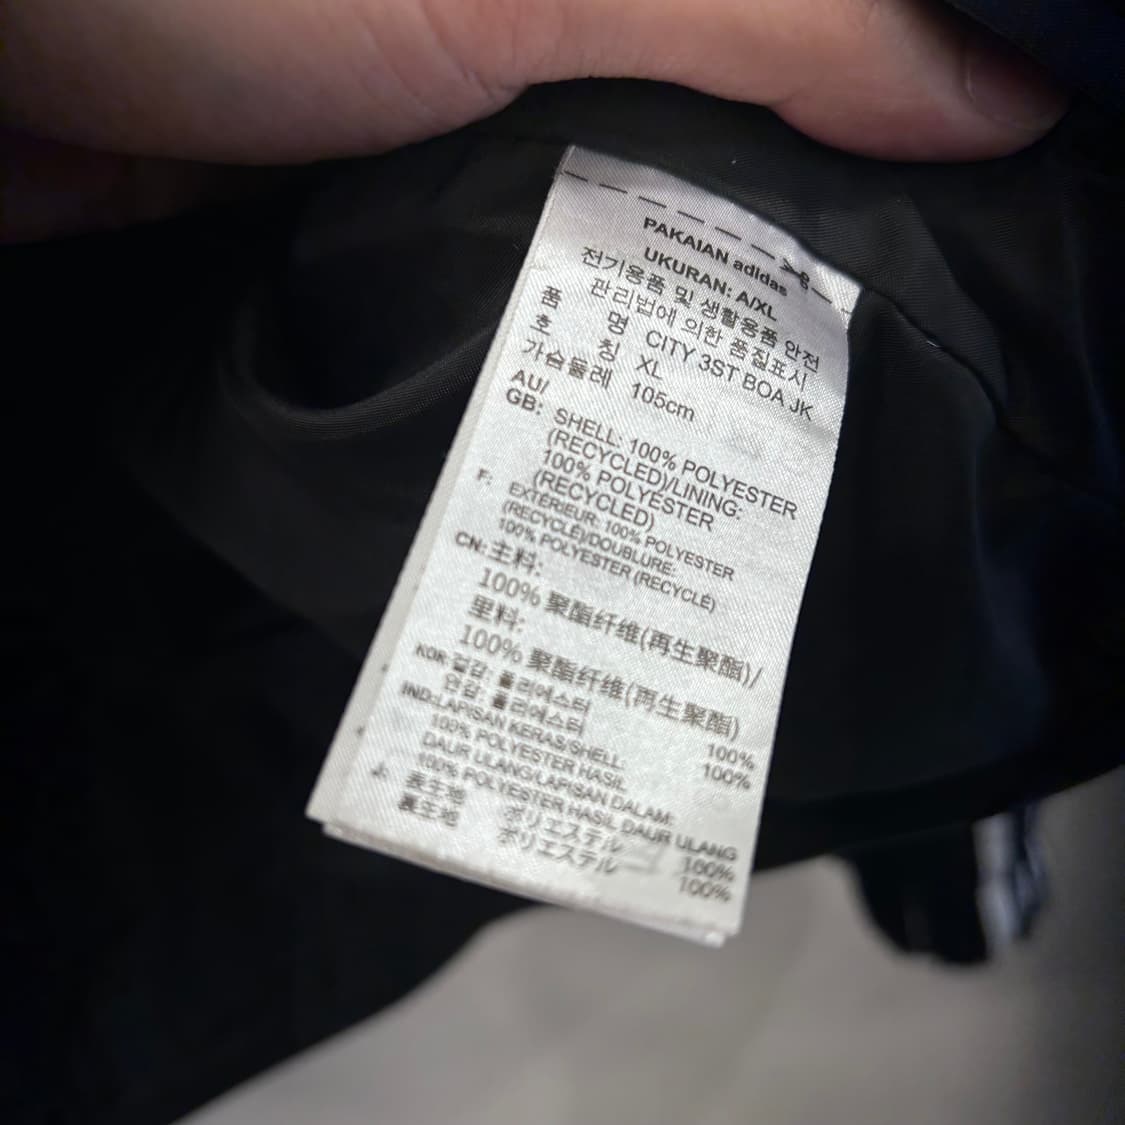 PAKAIAN adidas
UKURAN: A/XL
전기용품 및 생활용품 안전
관리법에 의한 품질표시
품 명 CITY 3ST BOA JK
호 칭 XL
가슴둘레 105cm
AU/
GB: SHELL: 100% POLYESTER
(RECYCLED)/LINING:
100% POLYESTER
(RECYCLED)
F: EXTÉRIEUR: 100% POLYESTER
(RECYCLÉ)/DOUBLURE:
100% POLYESTER (RECYCLÉ)
CN: 主料:
100% 聚酯纤维(再生聚酯)/
里料:
100% 聚酯纤维(再生聚酯)
KOR: 겉감: 폴리에스터 100%
안감: 폴리에스터 100%
IND: LAPISAN KERAS/SHELL:
100% POLYESTER HASIL
DAUR ULANG/LAPISAN DALAM:
100% POLYESTER HASIL DAUR ULANG
J: 表生地 ポリエステル 100%
裏生地 ポリエステル 100%